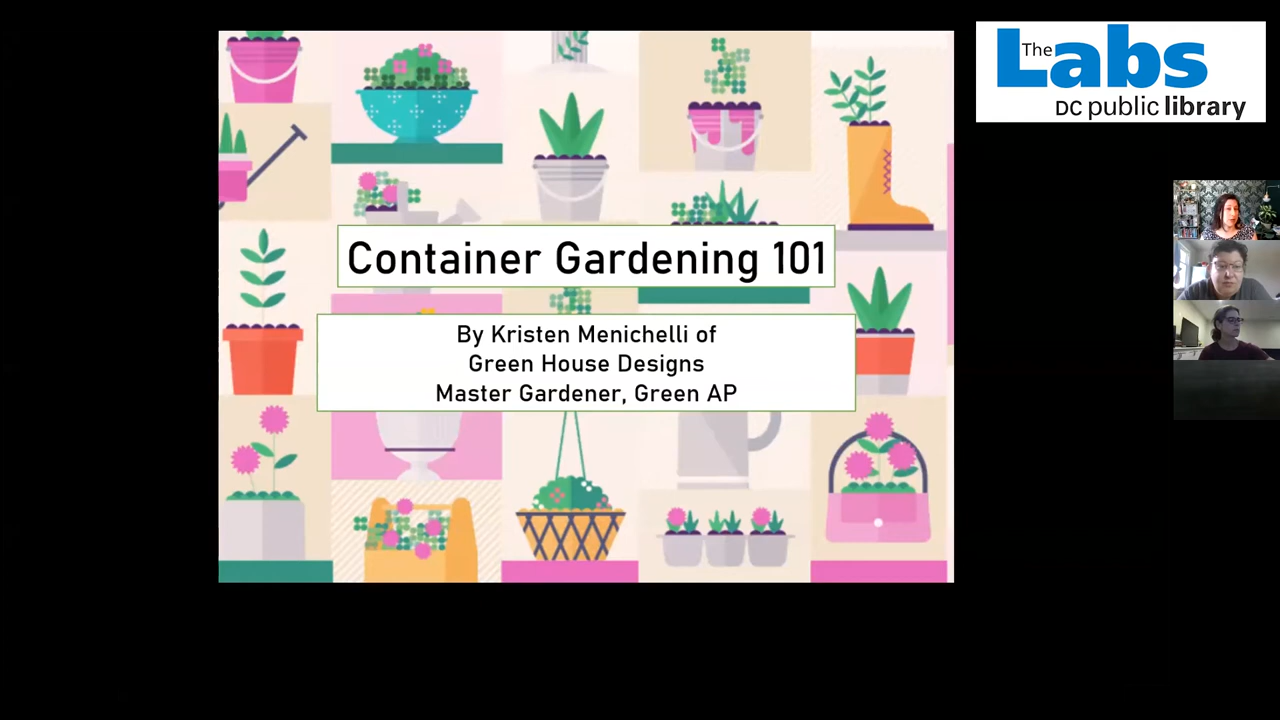 The Labs
DC public library
Container Gardening 101
By Kristen Menichelli of
Green House Designs
Master Gardener, Green AP